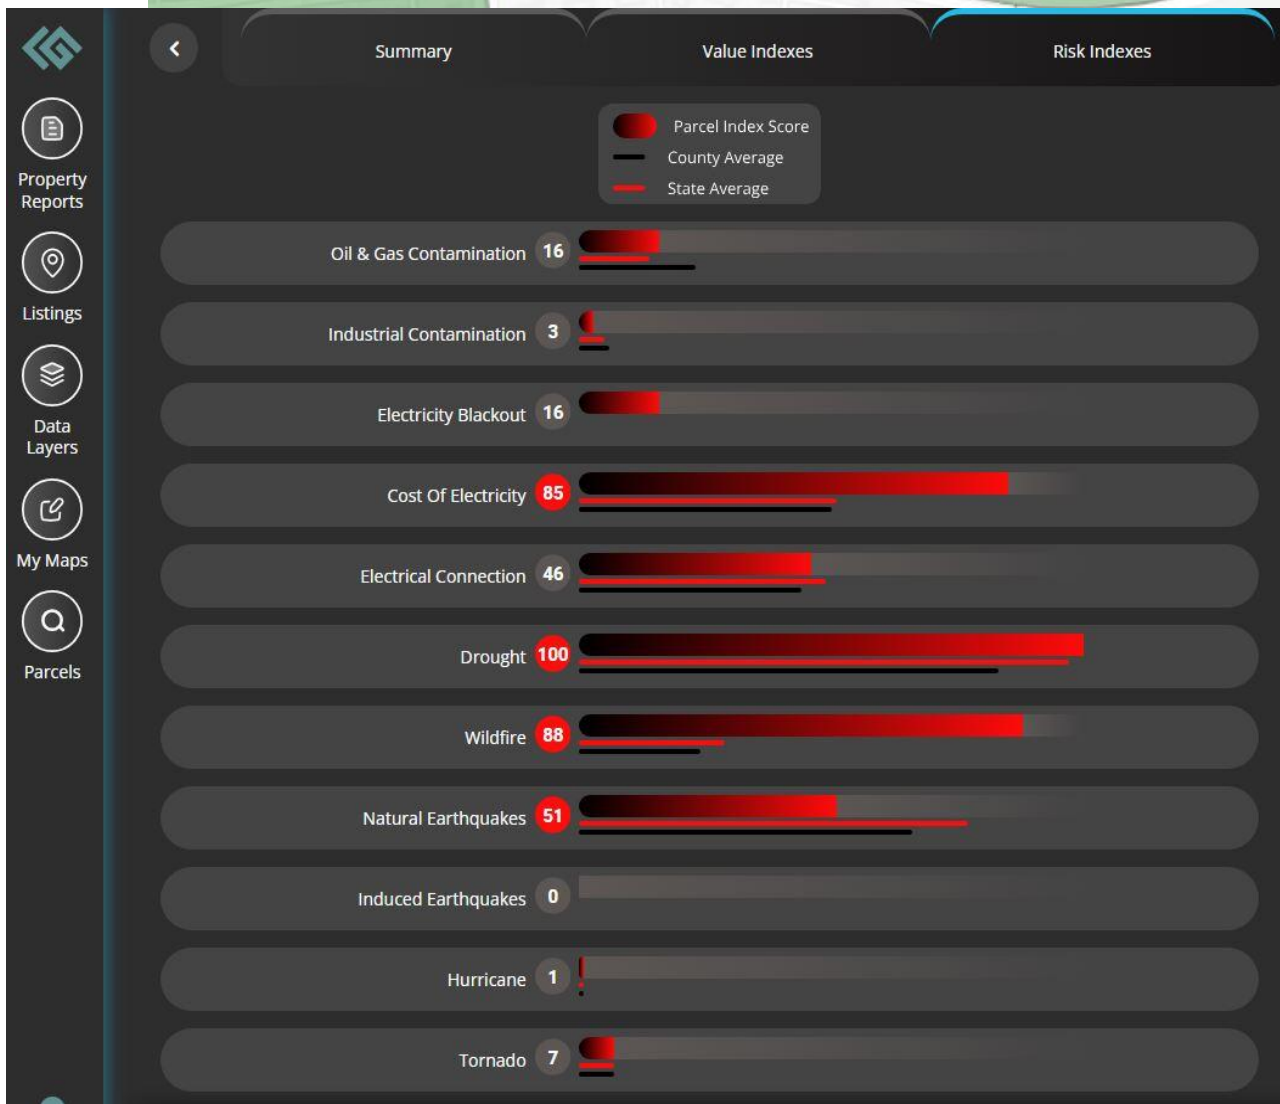 Summary
Value Indexes
Risk Indexes
Property
Reports
Listings
Data
Layers
My Maps
Parcels
Parcel Index Score
County Average
State Average
Oil & Gas Contamination 16
Industrial Contamination 3
Electricity Blackout 16
Cost Of Electricity 85
Electrical Connection 46
Drought 100
Wildfire 88
Natural Earthquakes 51
Induced Earthquakes 0
Hurricane 1
Tornado 7